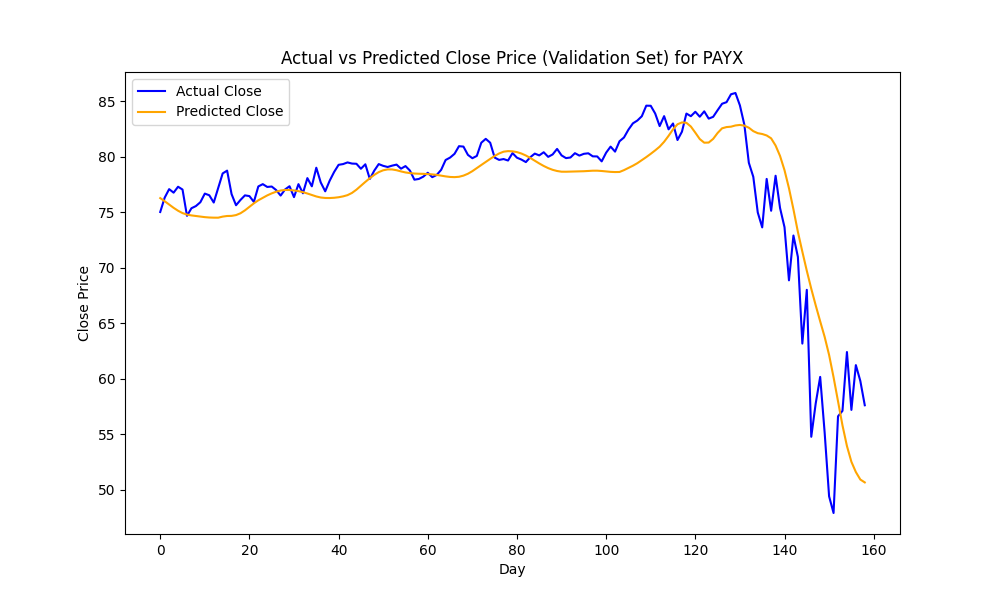 Actual vs Predicted Close Price (Validation Set) for PAYX
Actual Close
Predicted Close
Close Price
85
80
75
70
65
60
55
50
0 20 40 60 80 100 120 140 160
Day